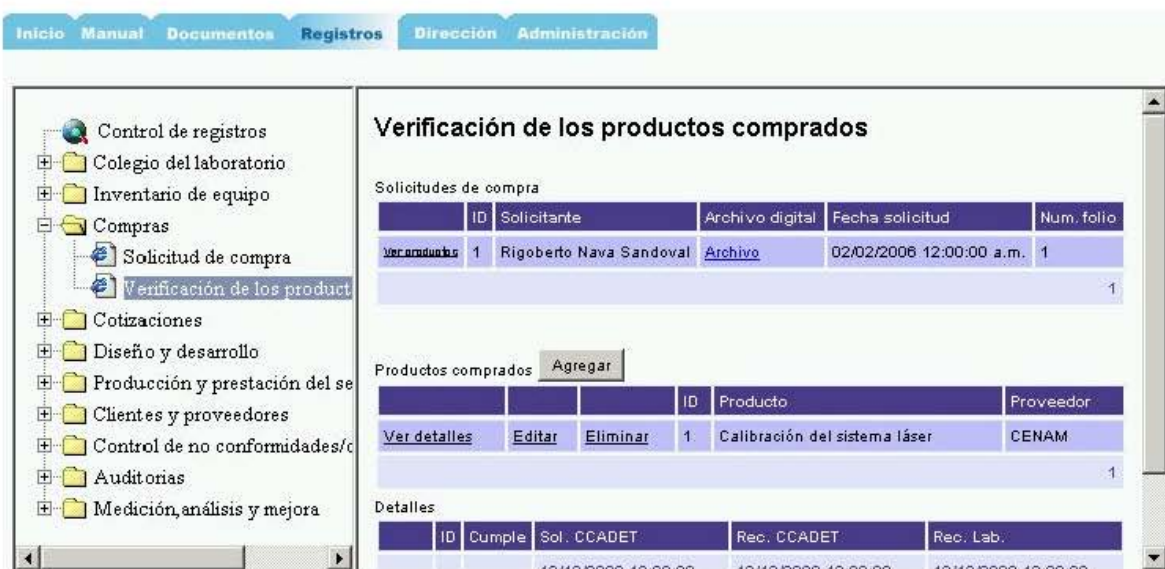 Inicio Manual Documentos Registros Dirección Administración
Control de registros
Colegio del laboratorio
Inventario de equipo
Compras
Solicitud de compra
Verificación de los product
Cotizaciones
Diseño y desarrollo
Producción y prestación del se
Clientes y proveedores
Control de no conformidades/c
Auditorias
Medición,análisis y mejora
Verificación de los productos comprados
Solicitudes de compra
ID Solicitante Archivo digital Fecha solicitud Num. folio
Ver productos 1 Rigoberto Nava Sandoval Archivo 02/02/2006 12:00:00 a.m. 1
1
Productos comprados Agregar
ID Producto Proveedor
Ver detalles Editar Eliminar 1 Calibración del sistema láser CENAM
1
Detalles
ID Cumple Sol. CCADET Rec. CCADET Rec. Lab.